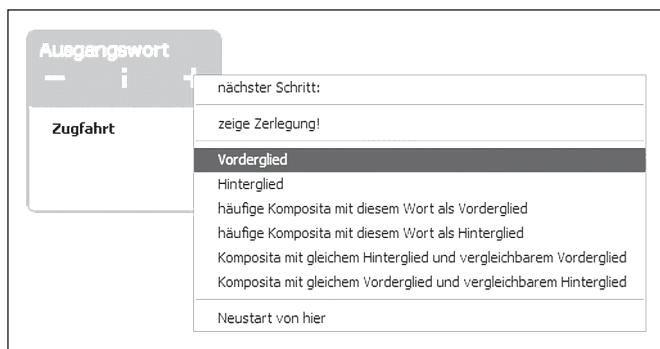 Ausgangswort
– i +
nächster Schritt:
Zugfahrt
zeige Zerlegung!
Vorderglied
Hinterglied
häufige Komposita mit diesem Wort als Vorderglied
häufige Komposita mit diesem Wort als Hinterglied
Komposita mit gleichem Hinterglied und vergleichbarem Vorderglied
Komposita mit gleichem Vorderglied und vergleichbarem Hinterglied
Neustart von hier